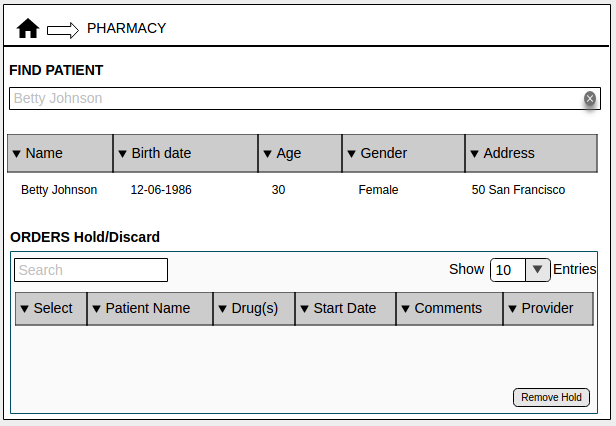 PHARMACY
FIND PATIENT
Betty Johnson
Name Birth date Age Gender Address
Betty Johnson 12-06-1986 30 Female 50 San Francisco
ORDERS Hold/Discard
Search Show 10 Entries
Select Patient Name Drug(s) Start Date Comments Provider
Remove Hold